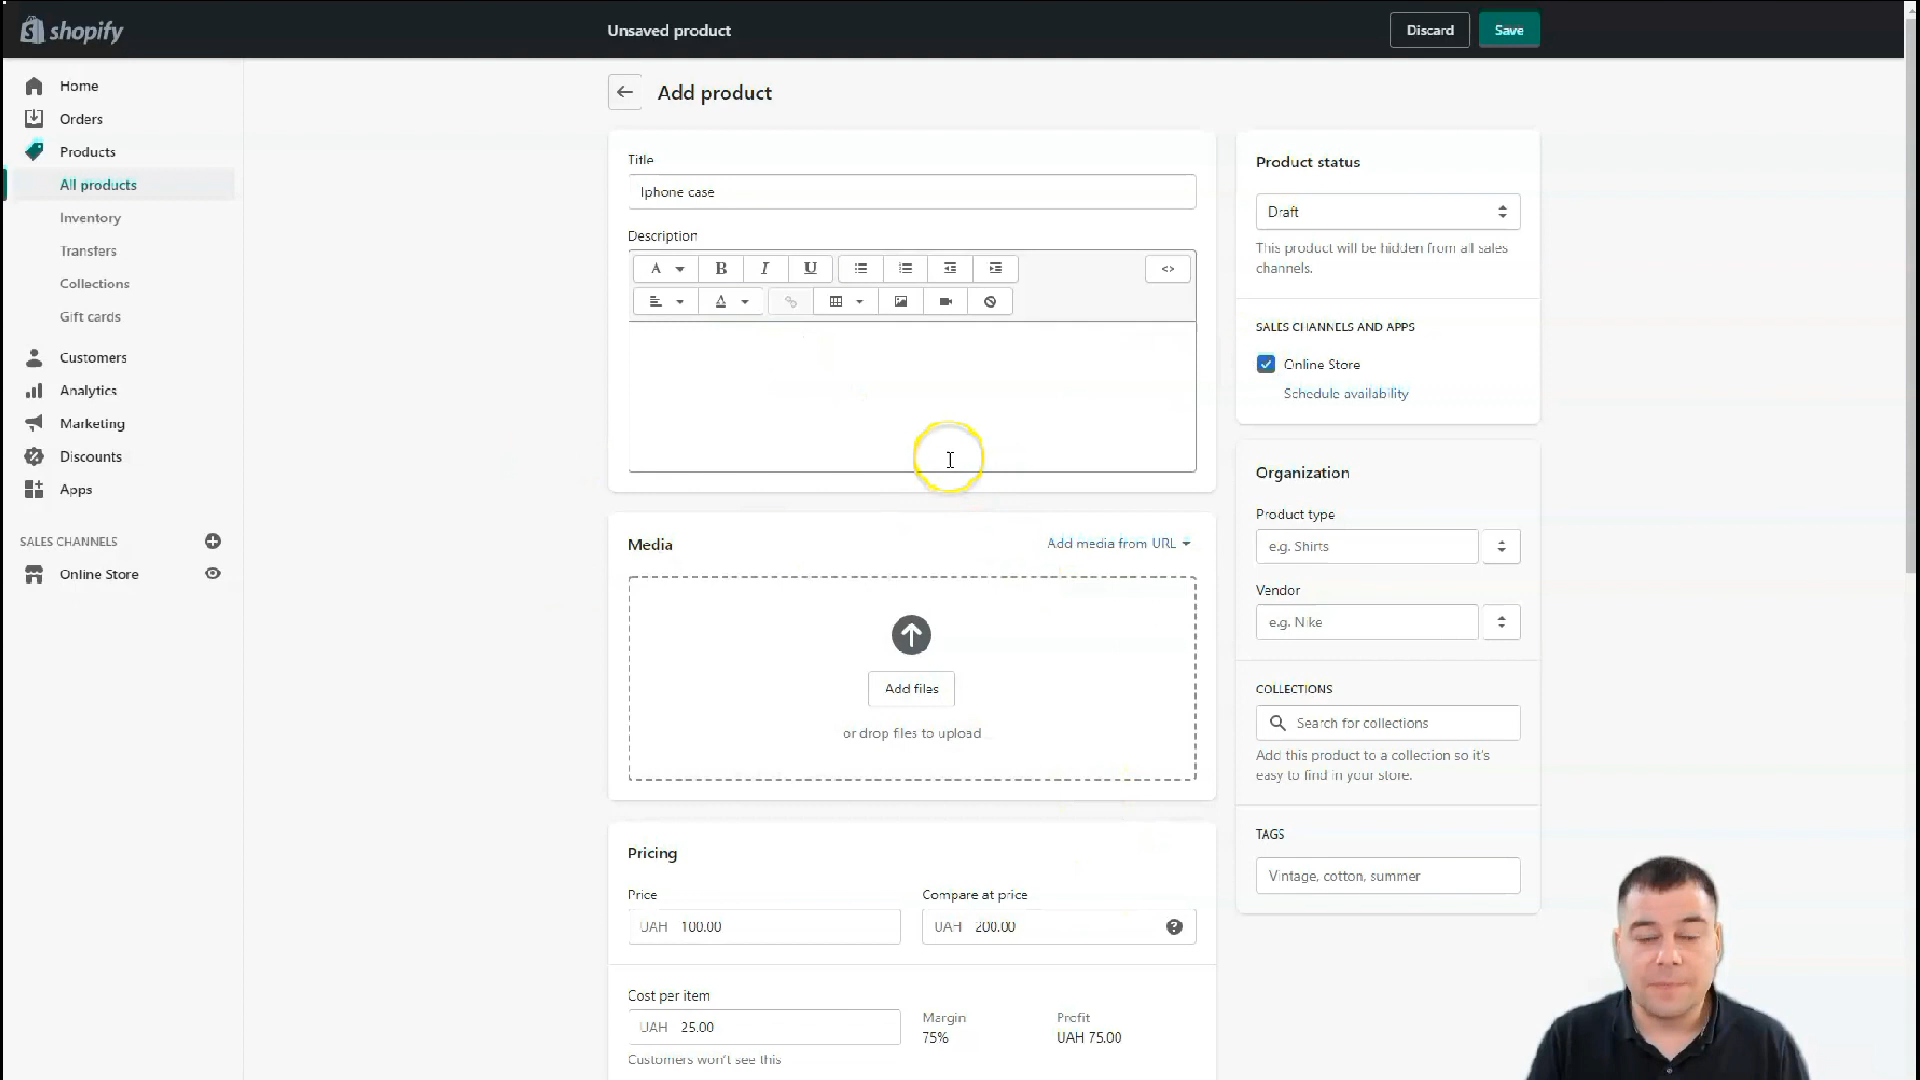 shopify
Unsaved product
Discard
Save
Home
Orders
Products
All products
Inventory
Transfers
Collections
Gift cards
Customers
Analytics
Marketing
Discounts
Apps
SALES CHANNELS
Online Store
Add product
Title
Iphone case
Description
A
B
I
U
<>
A
Media
Add media from URL
Add files
or drop files to upload
Pricing
Price
Compare at price
UAH 100.00
UAH 200.00
?
Cost per item
UAH 25.00
Margin
75%
Profit
UAH 75.00
Customers won't see this
Product status
Draft
This product will be hidden from all sales
channels.
SALES CHANNELS AND APPS
Online Store
Schedule availability
Organization
Product type
e.g. Shirts
Vendor
e.g. Nike
COLLECTIONS
Search for collections
Add this product to a collection so it's
easy to find in your store.
TAGS
Vintage, cotton, summer